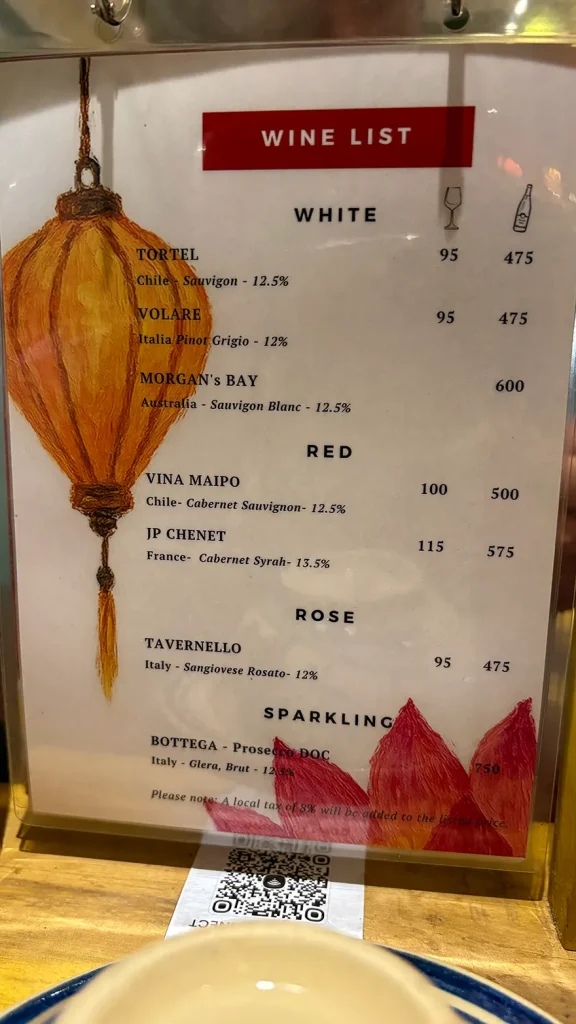 WINE LIST
WHITE
TORTEL 95 475
Chile - Sauvigon - 12.5%
VOLARE 95 475
Italia Pinot Grigio - 12%
MORGAN's BAY 600
Australia - Sauvigon Blanc - 12.5%
RED
VINA MAIPO 100 500
Chile- Cabernet Sauvignon- 12.5%
JP CHENET 115 575
France- Cabernet Syrah- 13.5%
ROSE
TAVERNELLO 95 475
Italy - Sangiovese Rosato- 12%
SPARKLING
BOTTEGA - Prosecco DOC 750
Italy - Glera, Brut - 12.5%
Please note: A local tax of 8% will be added to the listed price.